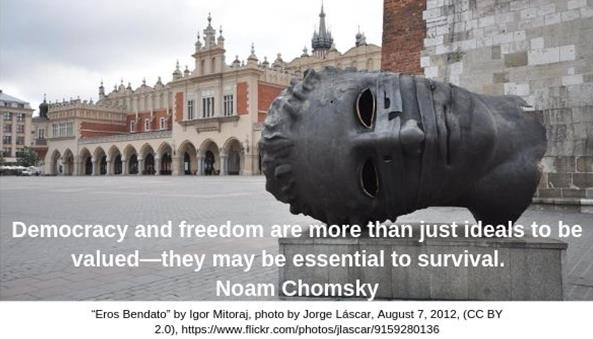 Democracy and freedom are more than just ideals to be
valued—they may be essential to survival.
Noam Chomsky
“Eros Bendato” by Igor Mitoraj, photo by Jorge Láscar, August 7, 2012, (CC BY
2.0), https://www.flickr.com/photos/jlascar/9159280136